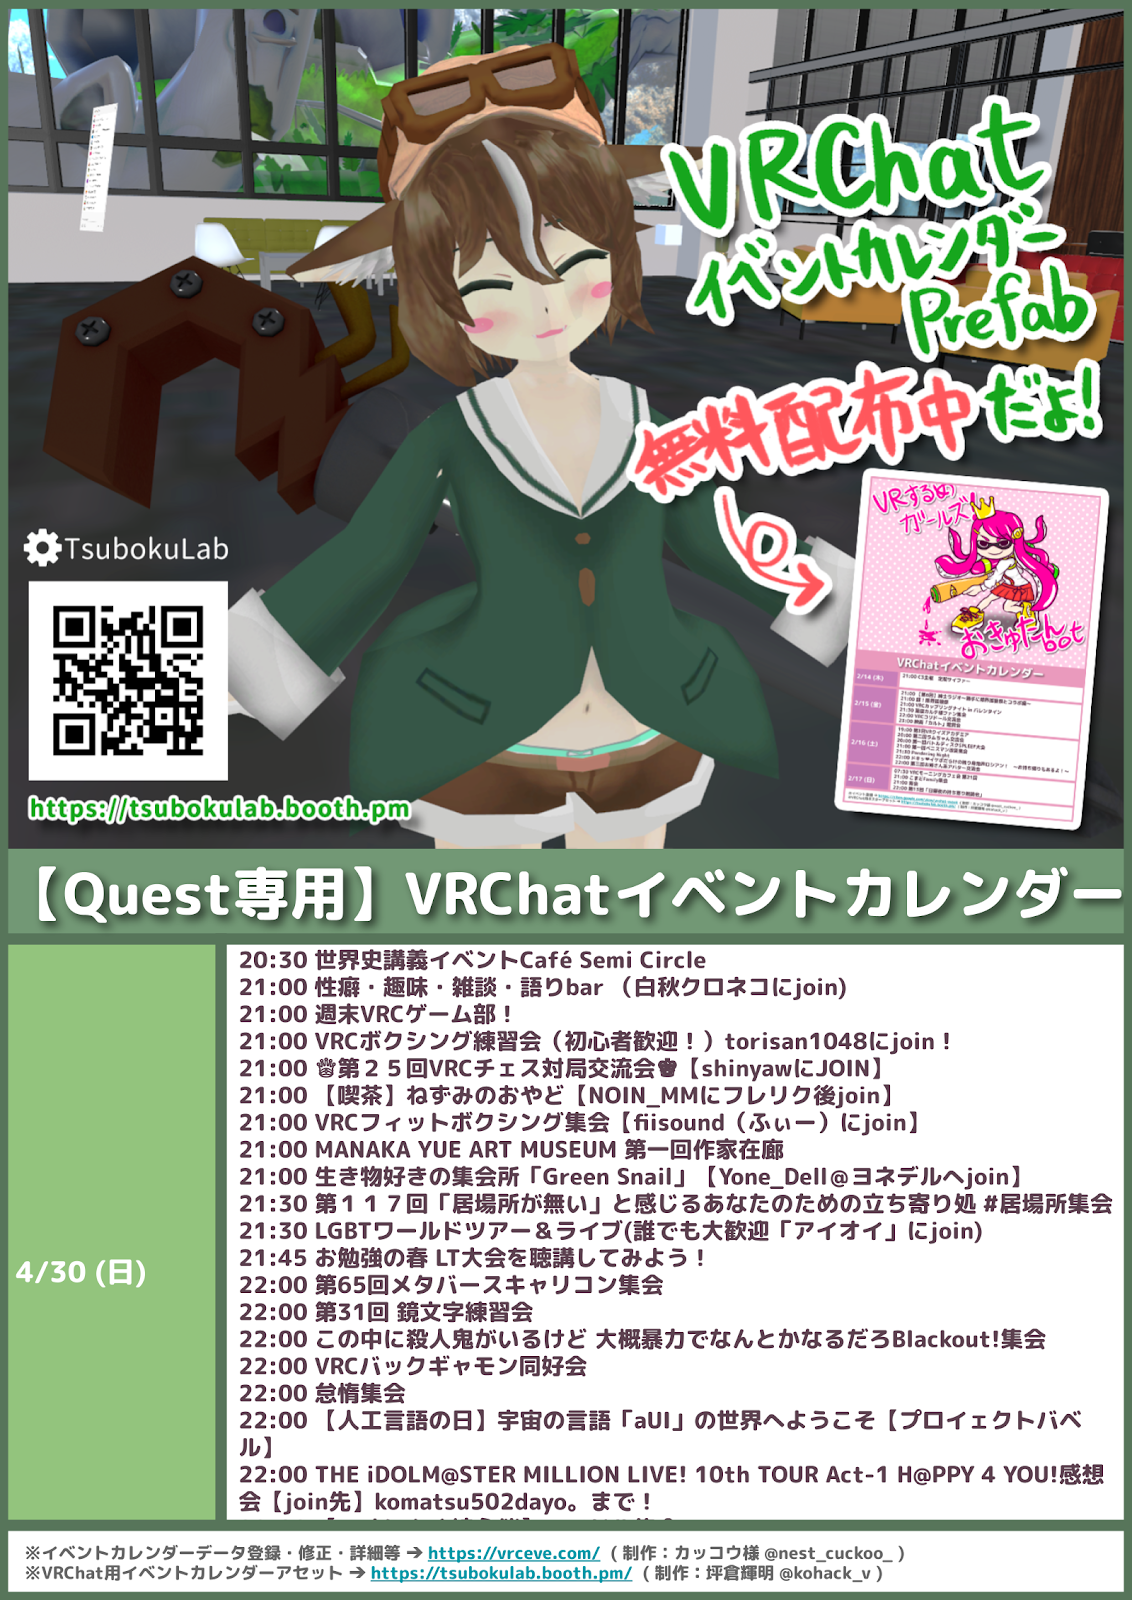 VRChat
イベントカレンダー
Prefab
無料配布中だよ!
TsubokuLab
https://tsubokulab.booth.pm
VRするめ
ガールズ
おきゅたん
bot
VRChatイベントカレンダー
2/14 (木)
2/15 (金)
2/16 (土)
2/17 (日)
【Quest専用】VRChatイベントカレンダー
4/30 (日)
20:30 世界史講義イベントCafé Semi Circle
21:00 性癖・趣味・雑談・語りbar （白秋クロネコにjoin)
21:00 週末VRCゲーム部！
21:00 VRCボクシング練習会（初心者歓迎！）torisan1048にjoin！
21:00 ♔第２５回VRCチェス対局交流会♚【shinyawにJOIN】
21:00 【喫茶】ねずみのおやど【NOIN_MMにフレリク後join】
21:00 VRCフィットボクシング集会【fiisound（ふぃー）にjoin】
21:00 MANAKA YUE ART MUSEUM 第一回作家在廊
21:00 生き物好きの集会所「Green Snail」【Yone_Dell＠ヨネデルへjoin】
21:30 第１１７回「居場所が無い」と感じるあなたのための立ち寄り処 #居場所集会
21:30 LGBTワールドツアー＆ライブ(誰でも大歓迎「アイオイ」にjoin)
21:45 お勉強の春 LT大会を聴講してみよう！
22:00 第65回メタバースキャリコン集会
22:00 第31回 鏡文字練習会
22:00 この中に殺人鬼がいるけど 大概暴力でなんとかなるだろBlackout!集会
22:00 VRCバックギャモン同好会
22:00 怠惰集会
22:00 【人工言語の日】宇宙の言語「aUI」の世界へようこそ【プロイェクトバベ
ル】
22:00 THE iDOLM@STER MILLION LIVE! 10th TOUR Act-1 H@PPY 4 YOU!感想
会【join先】komatsu502dayo。まで！
※イベントカレンダーデータ登録・修正・詳細等 ➔ https://vrceve.com/ ( 制作：カッコウ様 @nest_cuckoo_ )
※VRChat用イベントカレンダーアセット ➔ https://tsubokulab.booth.pm/ ( 制作：坪倉輝明 @kohack_v )